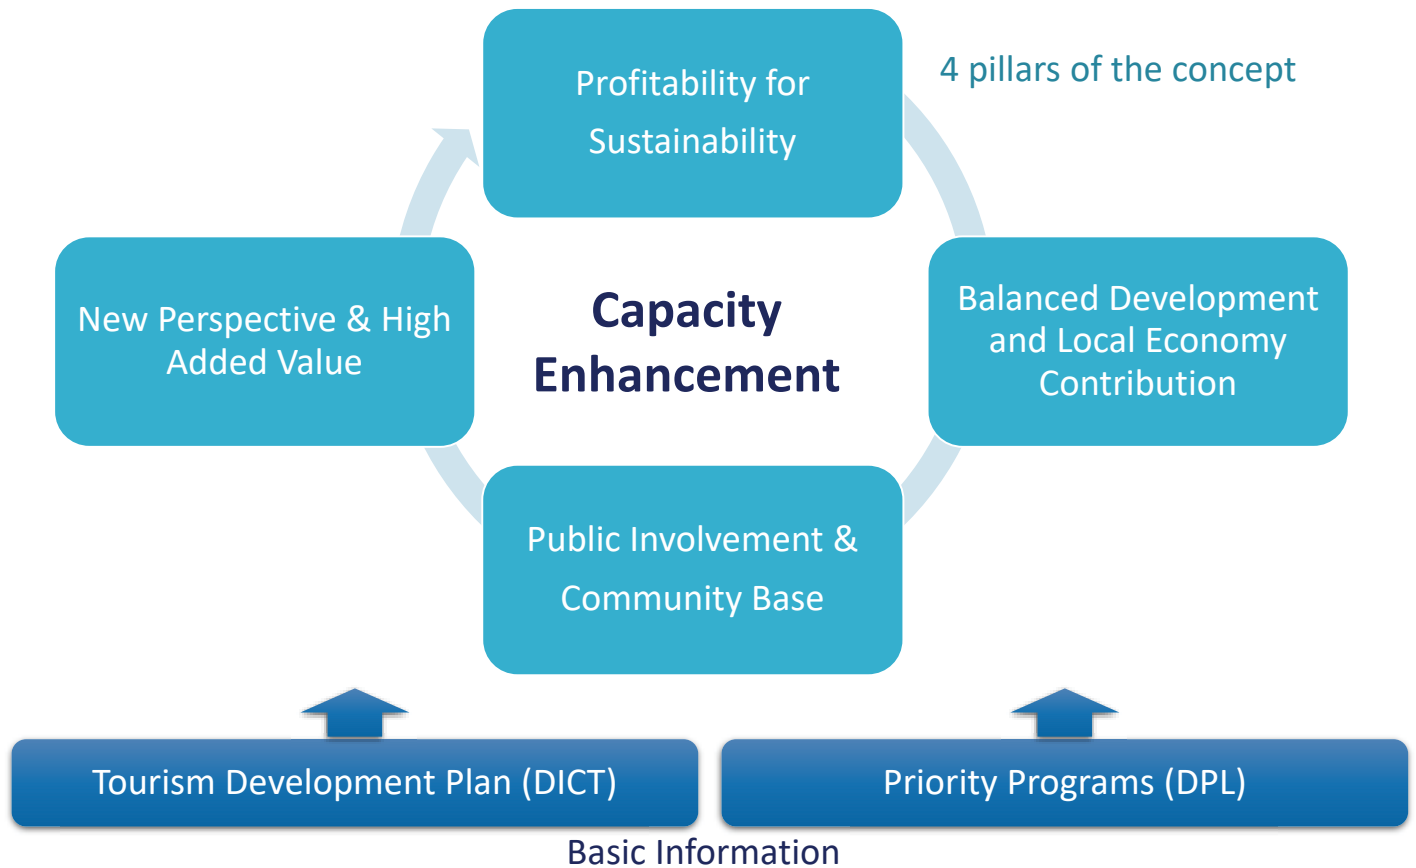 4 pillars of the concept
Profitability for
Sustainability
New Perspective & High
Added Value
Capacity
Enhancement
Balanced Development
and Local Economy
Contribution
Public Involvement &
Community Base
Tourism Development Plan (DICT)
Priority Programs (DPL)
Basic Information